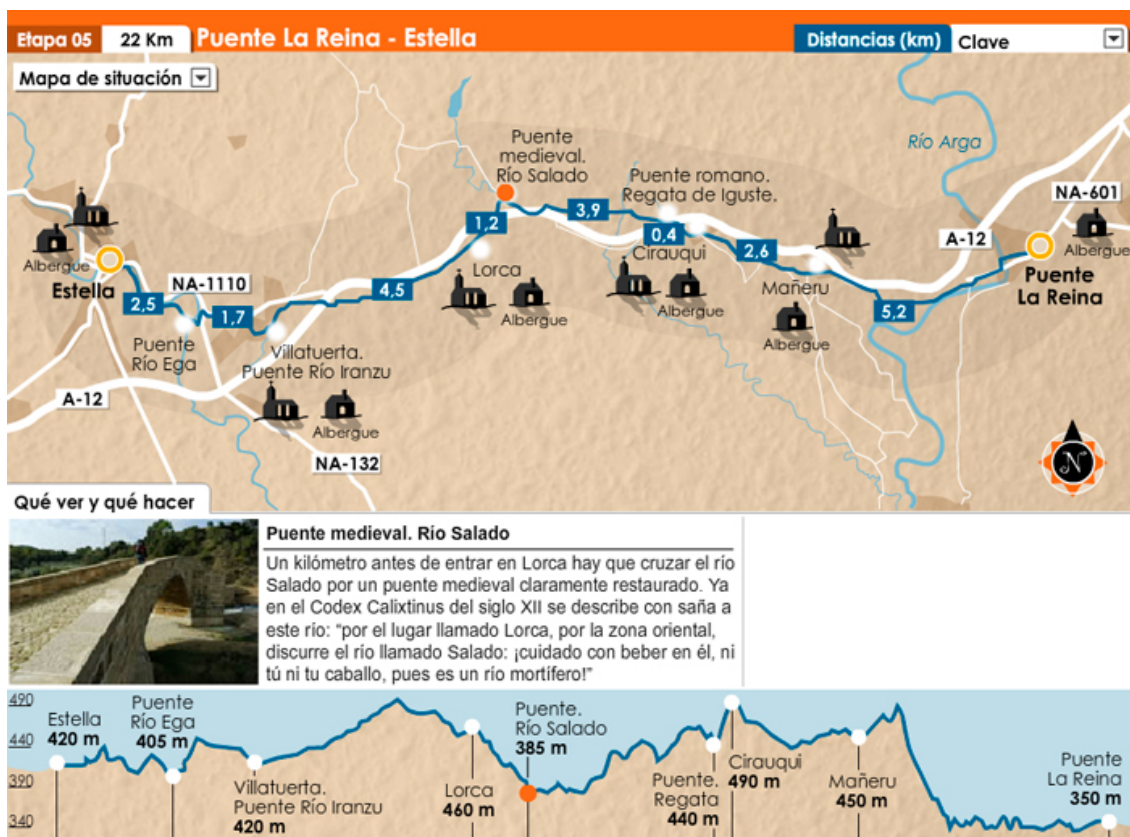 Etapa 05
22 Km
Puente La Reina - Estella
Distancias (km)
Clave
Mapa de situación
Puente
medieval.
Río Salado
Río Arga
Puente romano.
Regata de Iguste.
NA-601
3,9
1,2
0,4
A-12
Albergue
Albergue
Cirauqui
2,6
Estella
Lorca
Puente
La Reina
NA-1110
4,5
Mañeru
2,5
1,7
5,2
Albergue
Albergue
Puente
Río Ega
Villatuerta.
Puente Río Iranzu
Albergue
A-12
Albergue
NA-132
N
Qué ver y qué hacer
Puente medieval. Río Salado
Un kilómetro antes de entrar en Lorca hay que cruzar el río
Salado por un puente medieval claramente restaurado. Ya
en el Codex Calixtinus del siglo XII se describe con saña a
este río: “por el lugar llamado Lorca, por la zona oriental,
discurre el río llamado Salado: ¡cuidado con beber en él, ni
tú ni tu caballo, pues es un río mortífero!”
490
440
390
340
Estella
420 m
Puente
Río Ega
405 m
Villatuerta.
Puente Río Iranzu
420 m
Lorca
460 m
Puente.
Río Salado
385 m
Puente.
Regata
440 m
Cirauqui
490 m
Mañeru
450 m
Puente
La Reina
350 m